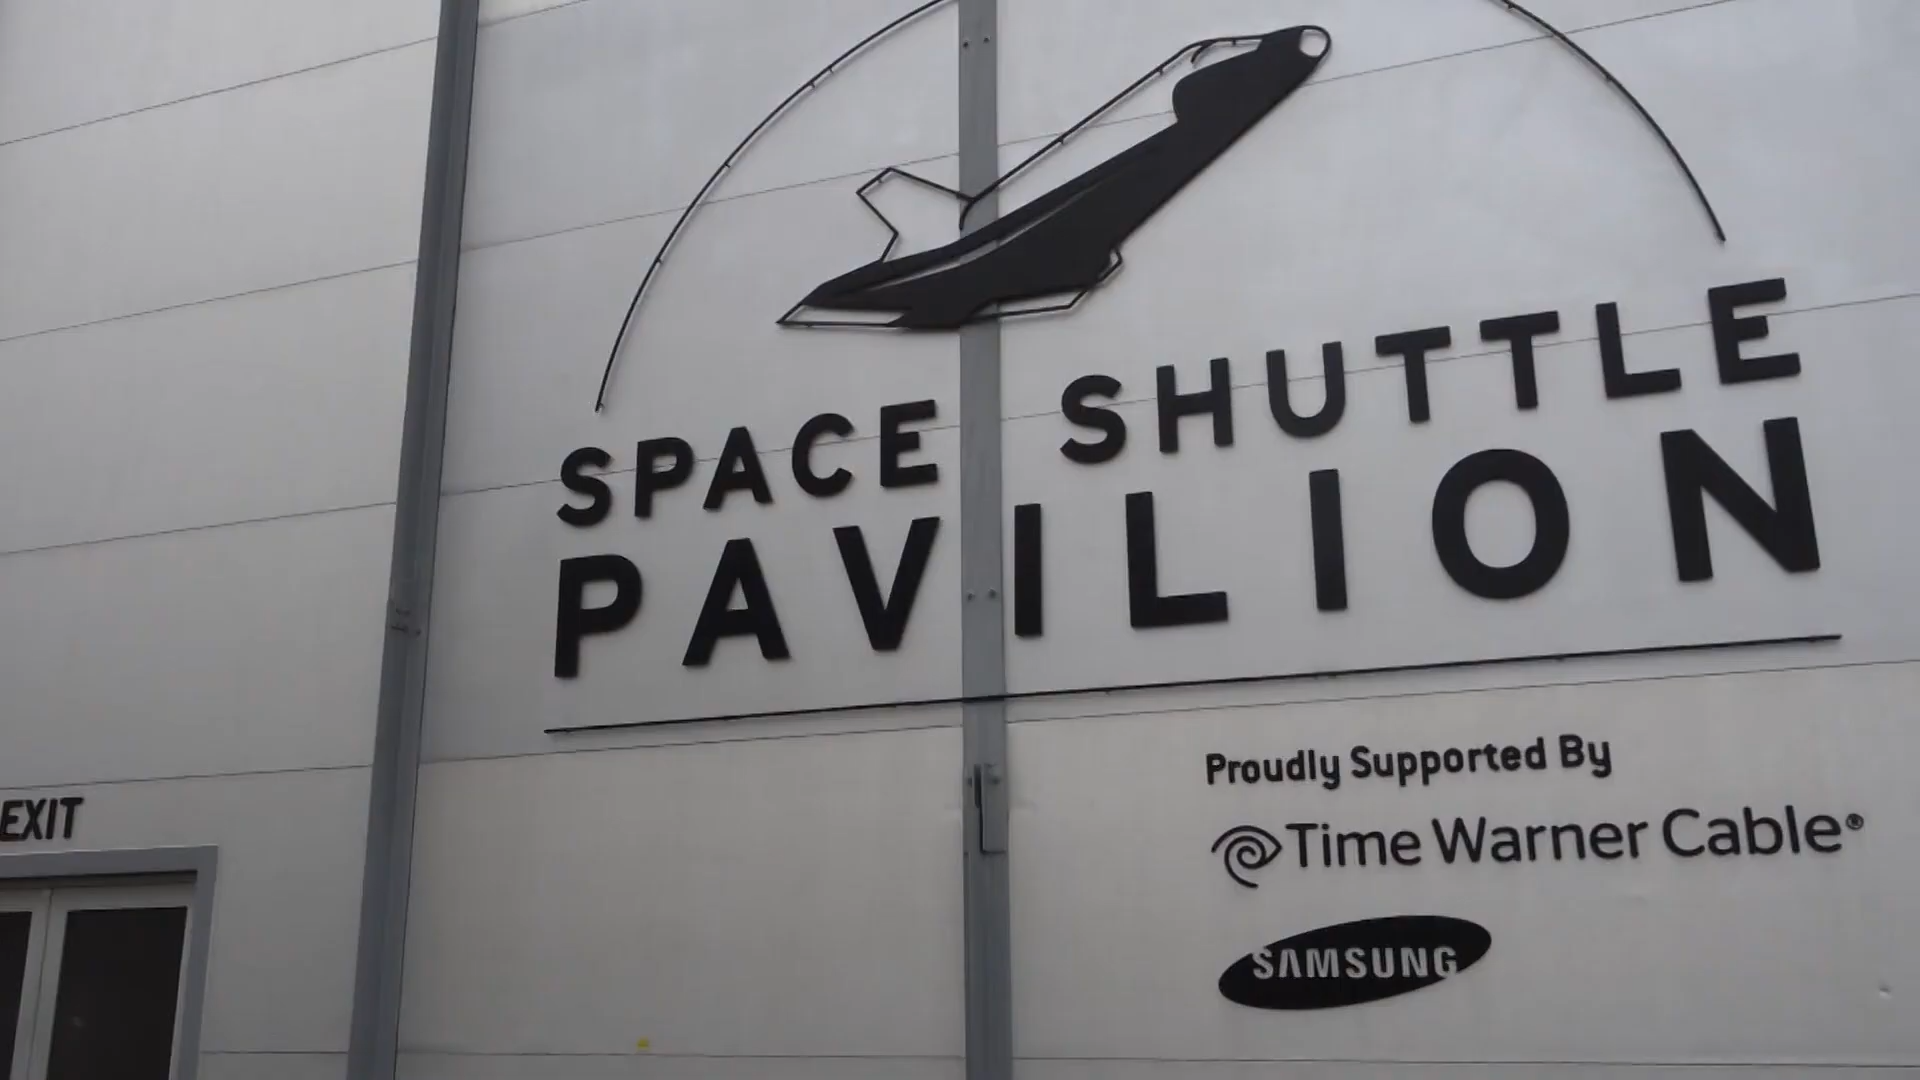 SPACE SHUTTLE
PAVILION
Proudly Supported By
Time Warner Cable®
SAMSUNG
EXIT